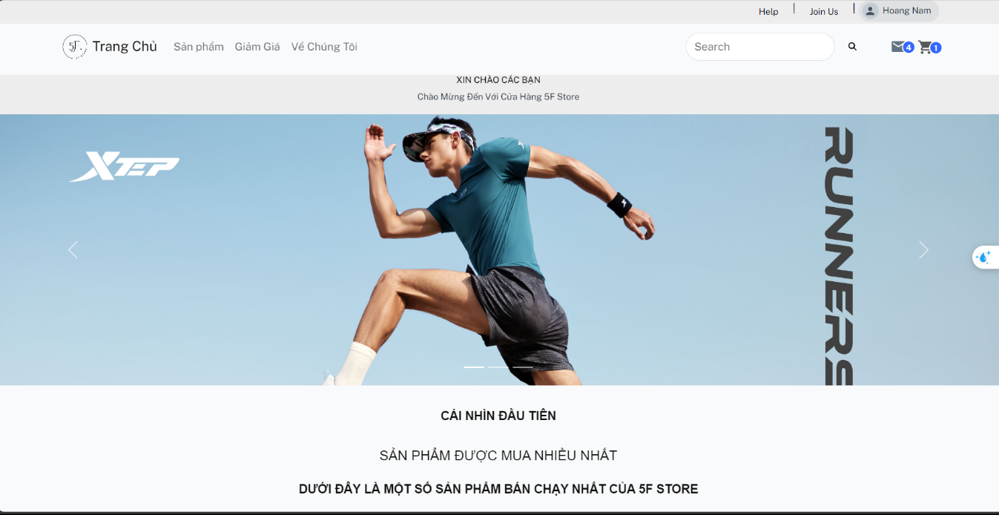 Help | Join Us | Hoang Nam
5F. Trang Chủ Sản phẩm Giảm Giá Về Chúng Tôi Search 4 1
XIN CHÀO CÁC BẠN
Chào Mừng Đến Với Cửa Hàng 5F Store
XTEP
RUNNERS
CÁI NHÌN ĐẦU TIÊN
SẢN PHẨM ĐƯỢC MUA NHIỀU NHẤT
DƯỚI ĐÂY LÀ MỘT SỐ SẢN PHẨM BÁN CHẠY NHẤT CỦA 5F STORE